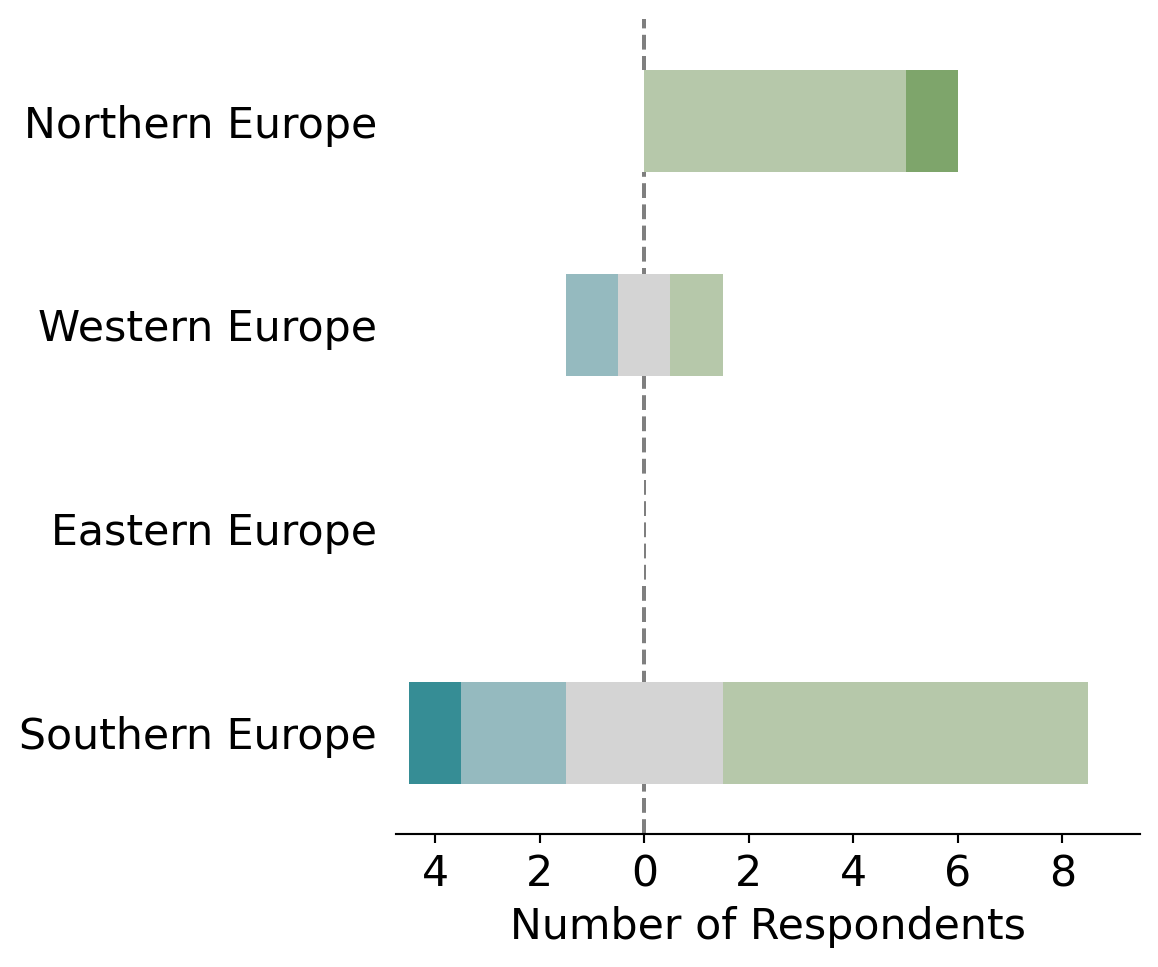 Northern Europe
Western Europe
Eastern Europe
Southern Europe
4 2 0 2 4 6 8
Number of Respondents